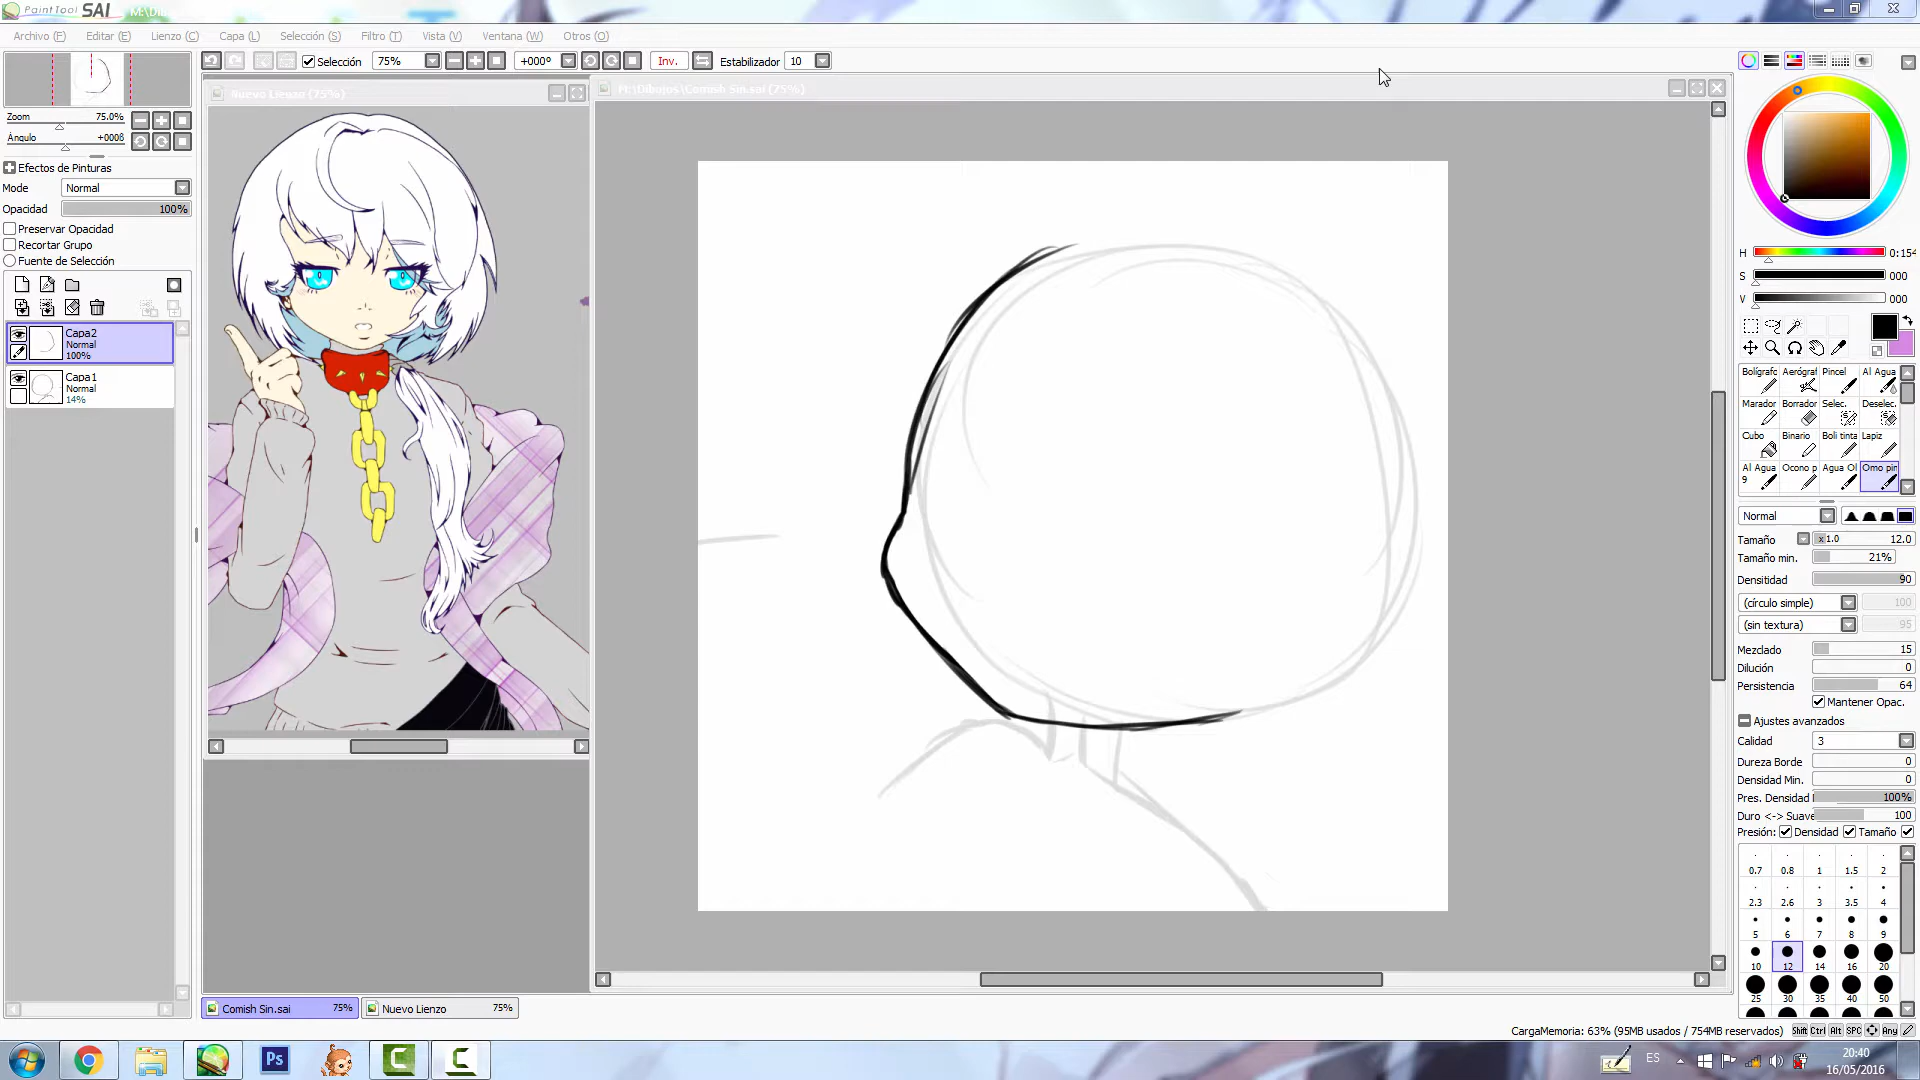 PaintTool SAI
Archivo (F) Editar (E) Lienzo (C) Capa (L) Selección (S) Filtro (T) Vista (V) Ventana (W) Otros (O)
Selección 75% +000º Inv. Estabilizador 10
Nuevo Lienzo (75%)
M:\Dibujos\Comish Sin.sai (75%)
Zoom 75.0%
Ángulo +000ß
Efectos de Pinturas
Mode Normal
Opacidad 100%
Preservar Opacidad
Recortar Grupo
Fuente de Selección
Capa2
Normal
100%
Capa1
Normal
14%
H 0:154
S 000
V 000
Bolígrafc Aerógraf Pincel Al Agua
Marador Borrador Selec. Deselec.
Cubo Binario Boli tinta Lapiz
Al Agua 9 Ocono p Agua Ol Omo pin
Normal
Tamaño x1.0 12.0
Tamaño min. 21%
Densitidad 90
(círculo simple) 100
(sin textura) 95
Mezclado 15
Dilución 0
Persistencia 64
Mantener Opac.
Ajustes avanzados
Calidad 3
Dureza Borde 0
Densidad Min. 0
Pres. Densidad 100%
Duro <-> Suave 100
Presión: Densidad Tamaño
0.7 0.8 1 1.5 2
2.3 2.6 3 3.5 4
5 6 7 8 9
10 12 14 16 20
25 30 35 40 50
Comish Sin.sai 75% Nuevo Lienzo 75%
CargaMemoria: 63% (95MB usados / 754MB reservados) Shift Ctrl Alt SPC Any
Ps
ES
20:40
16/05/2016